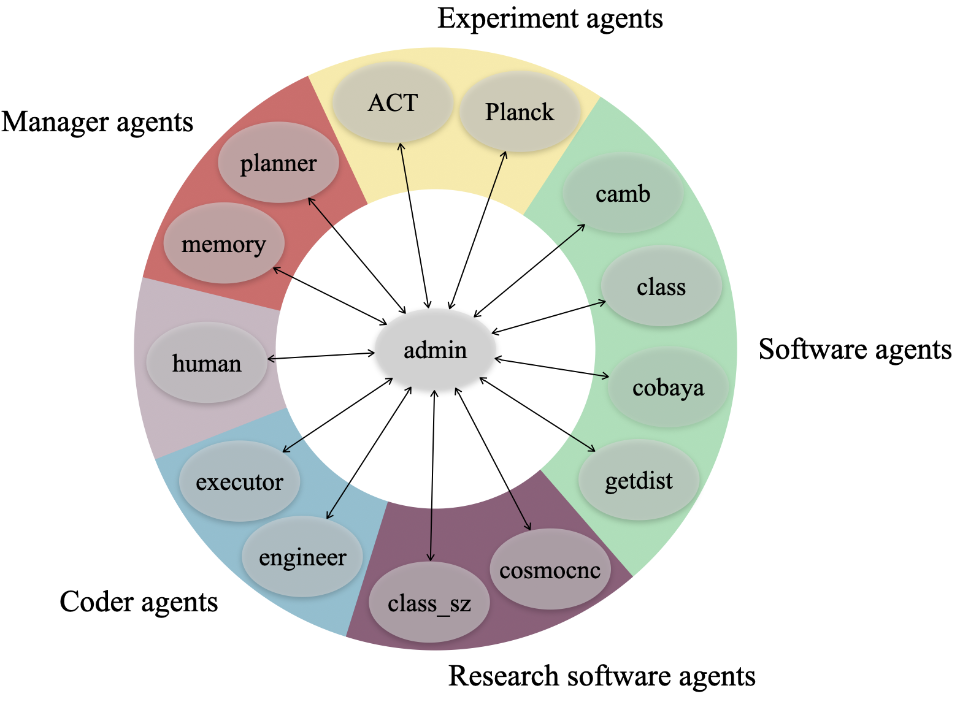 Experiment agents
ACT
Planck
Manager agents
planner
camb
memory
class
admin
Software agents
human
cobaya
executor
getdist
engineer
cosmocnc
Coder agents
class_sz
Research software agents